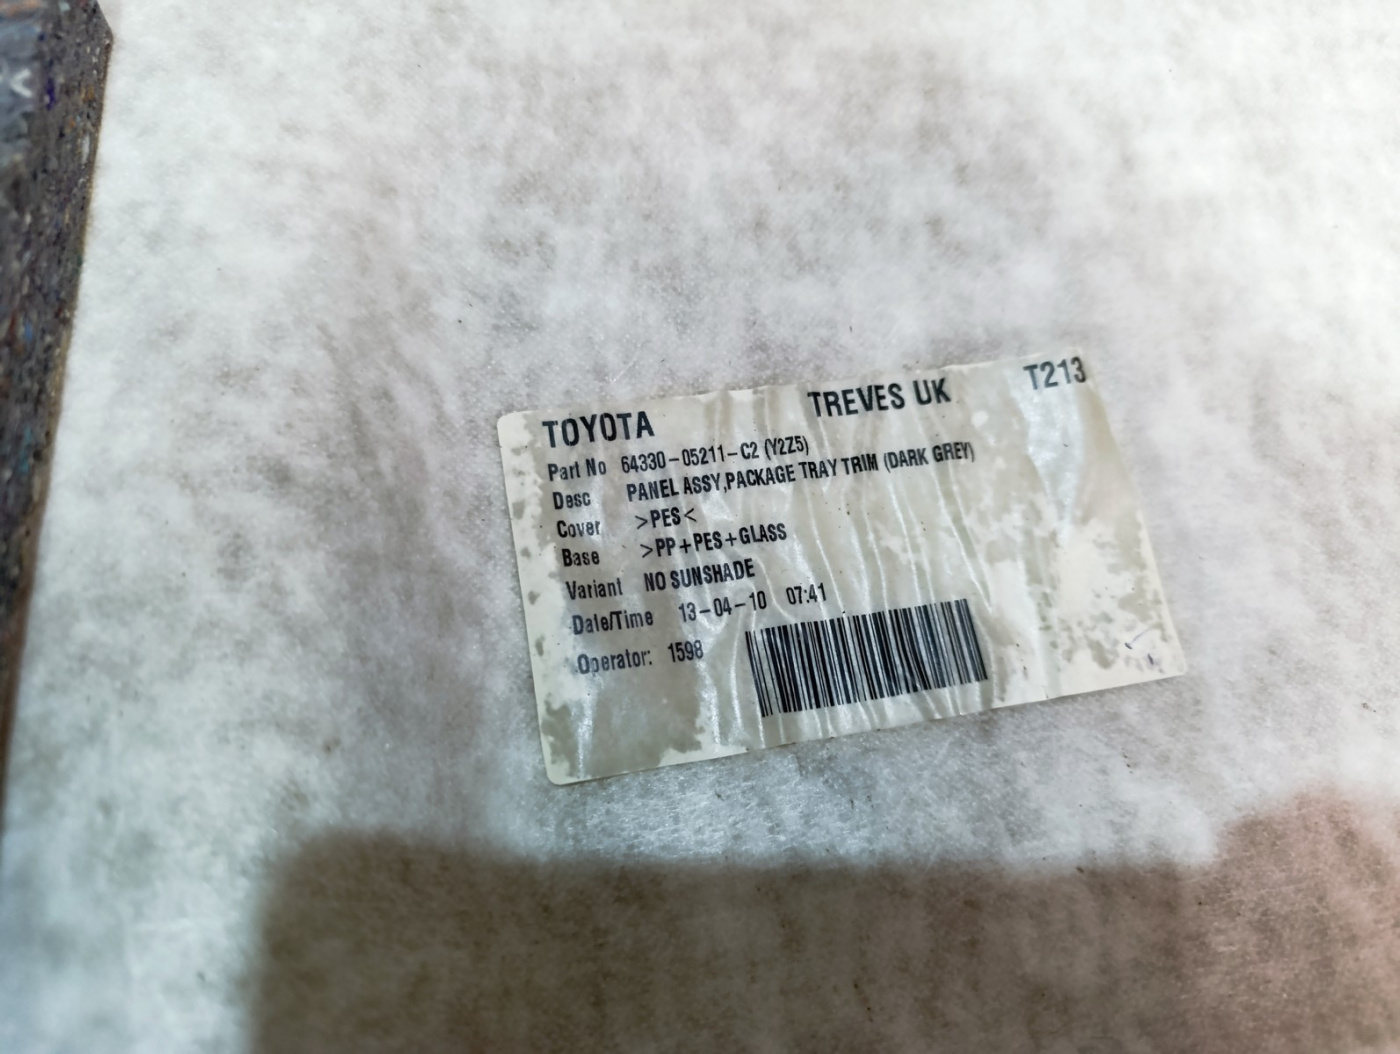 TOYOTA TREVES UK T213
Part No 64330-05211-C2 (Y2Z5)
Desc PANEL ASSY,PACKAGE TRAY TRIM (DARK GREY)
Cover >PES<
Base >PP+PES+GLASS
Variant NO SUNSHADE
Date/Time 13-04-10 07:41
Operator: 1598